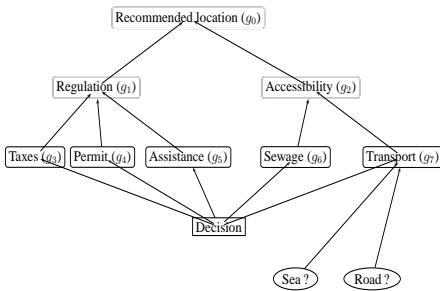 Recommended location (g₀)
Regulation (g₁) Accessibility (g₂)
Taxes (g₃) Permit (g₄) Assistance (g₅) Sewage (g₆) Transport (g₇)
Decision
Sea ? Road ?